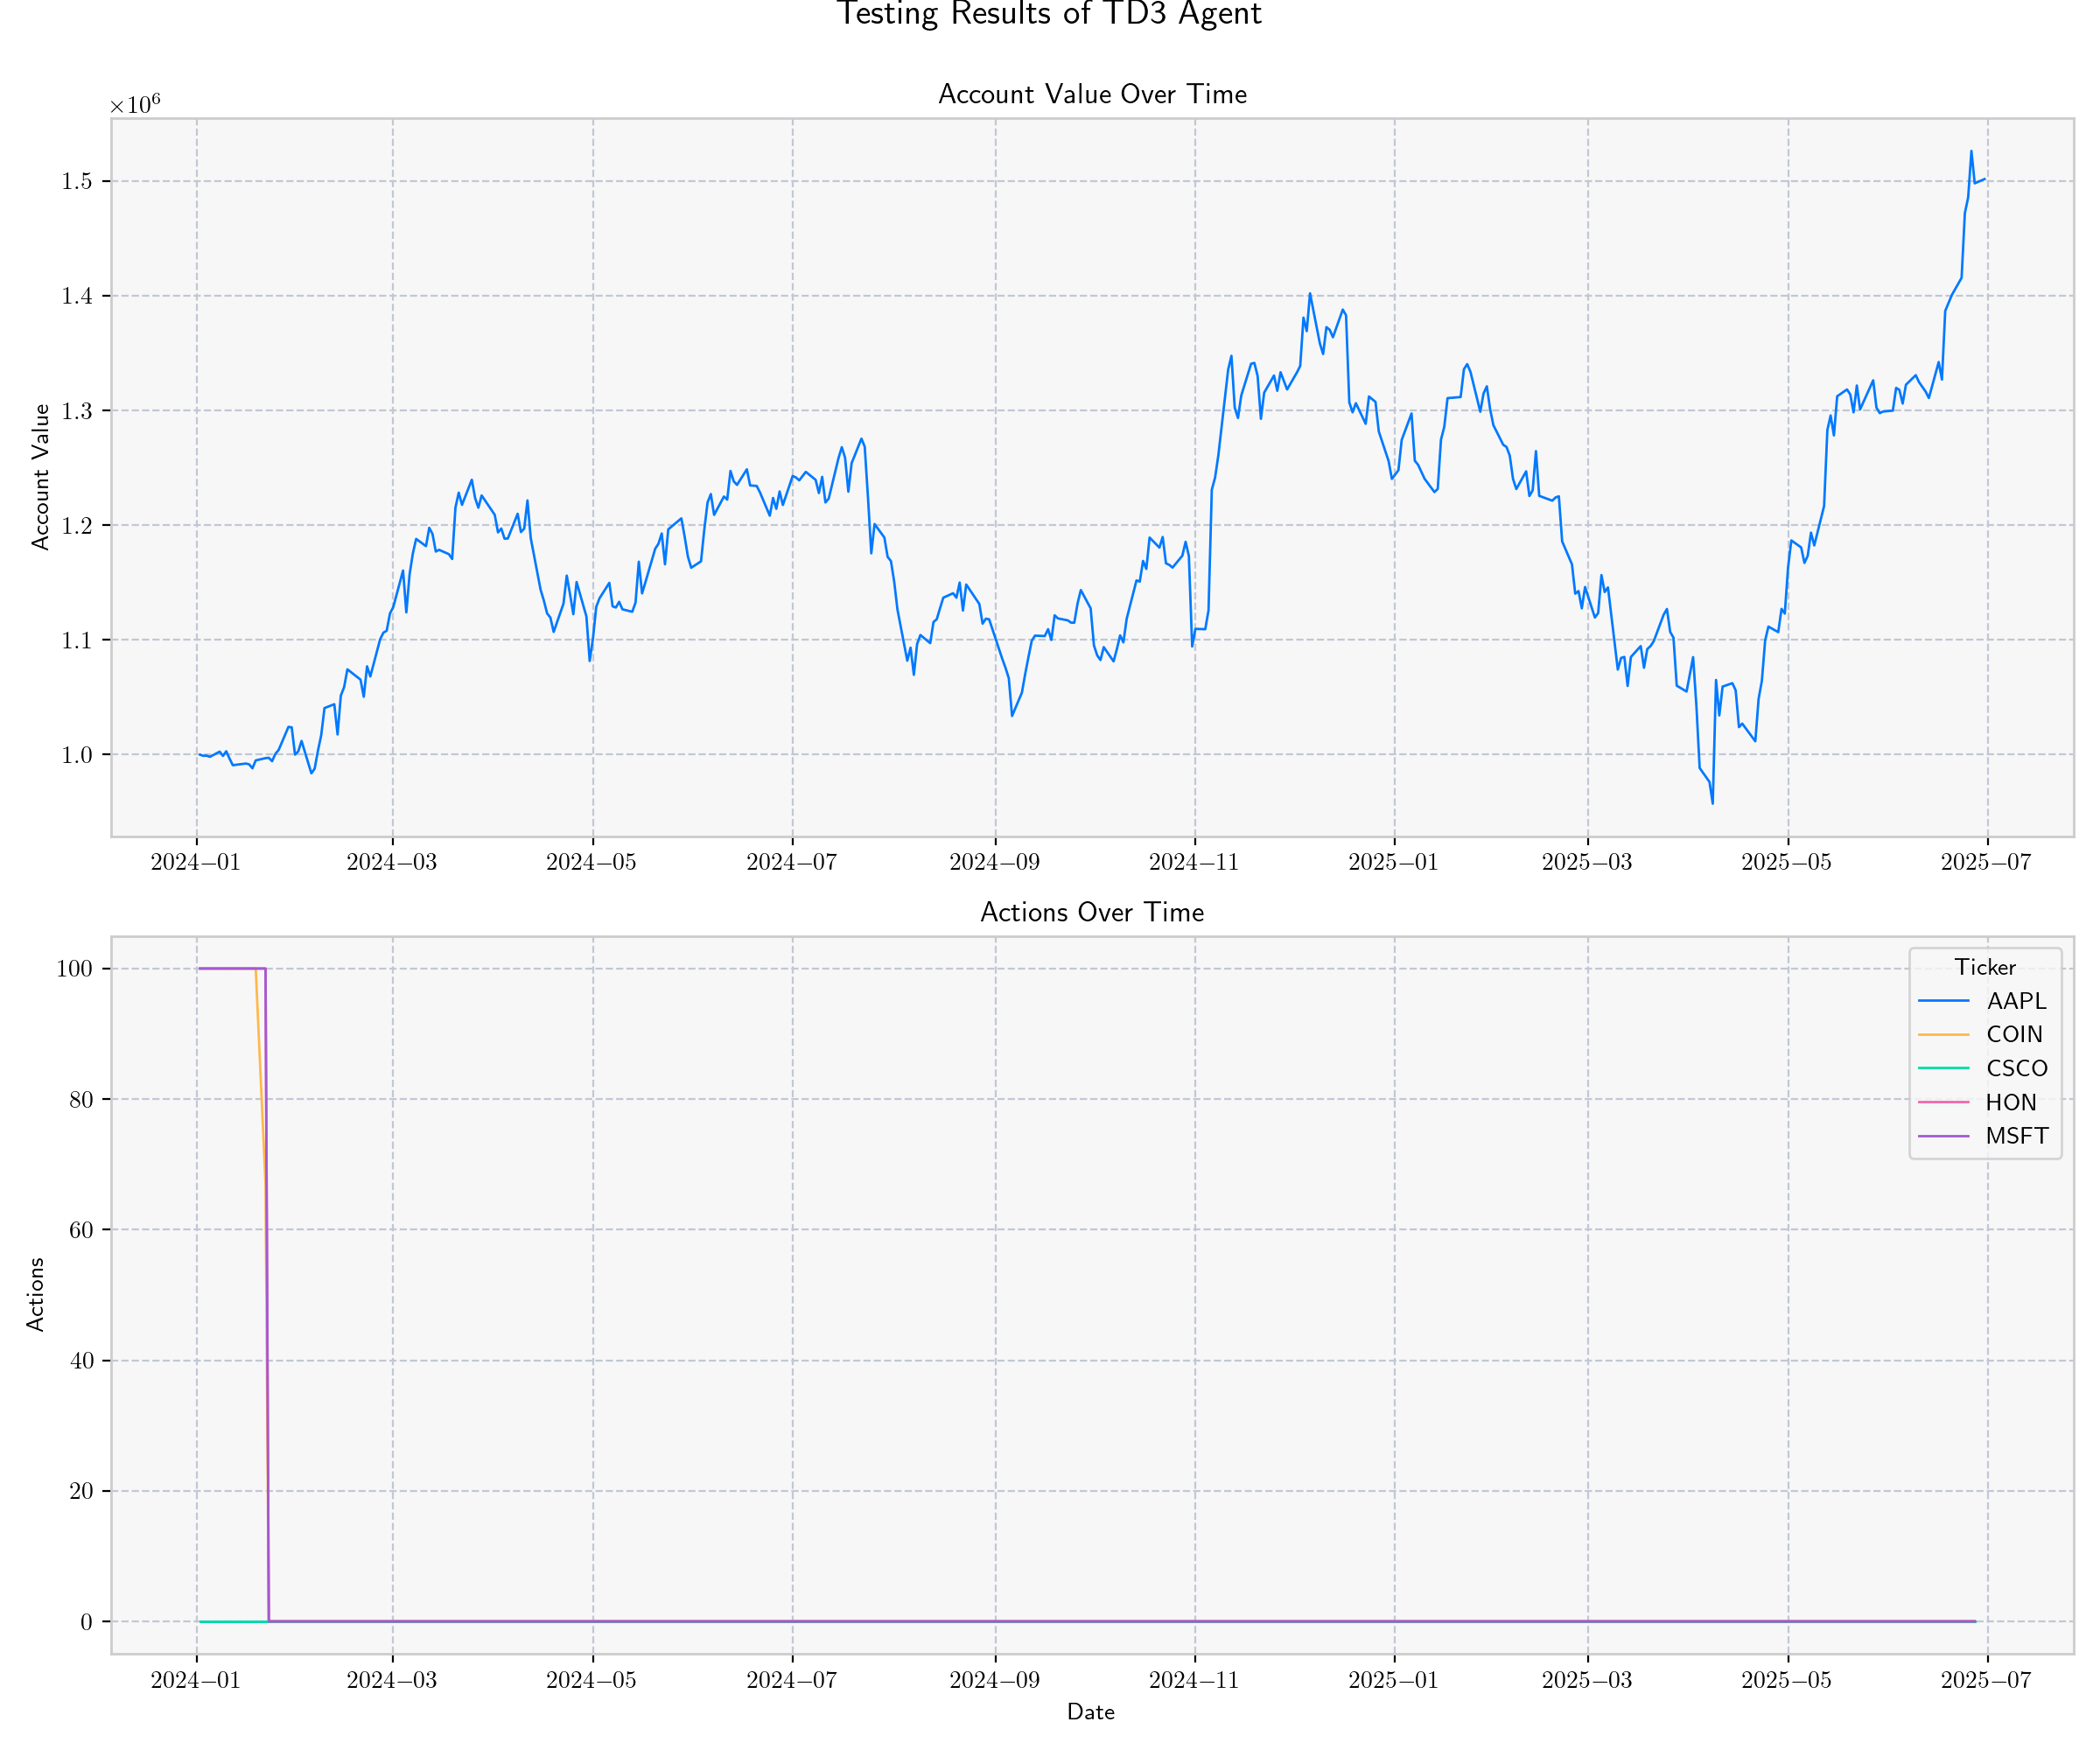 Testing Results of TD3 Agent
Account Value Over Time
×10⁶
1.5
1.4
1.3
1.2
1.1
1.0
Account Value
2024−01 2024−03 2024−05 2024−07 2024−09 2024−11 2025−01 2025−03 2025−05 2025−07
Actions Over Time
100
80
60
40
20
0
Actions
Ticker
AAPL
COIN
CSCO
HON
MSFT
2024−01 2024−03 2024−05 2024−07 2024−09 2024−11 2025−01 2025−03 2025−05 2025−07
Date